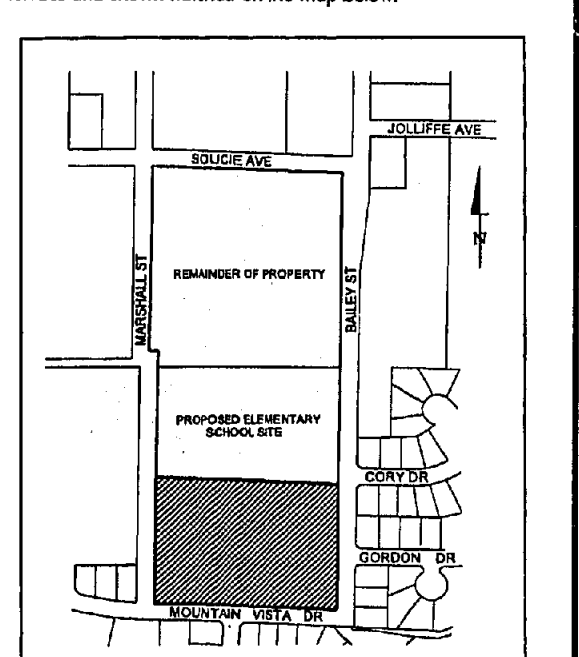 JOLLIFFE AVE
SOUCIE AVE
N
REMAINDER OF PROPERTY
MARSHALL ST
BAILEY ST
PROPOSED ELEMENTARY
SCHOOL SITE
CORY DR
GORDON DR
MOUNTAIN VISTA DR